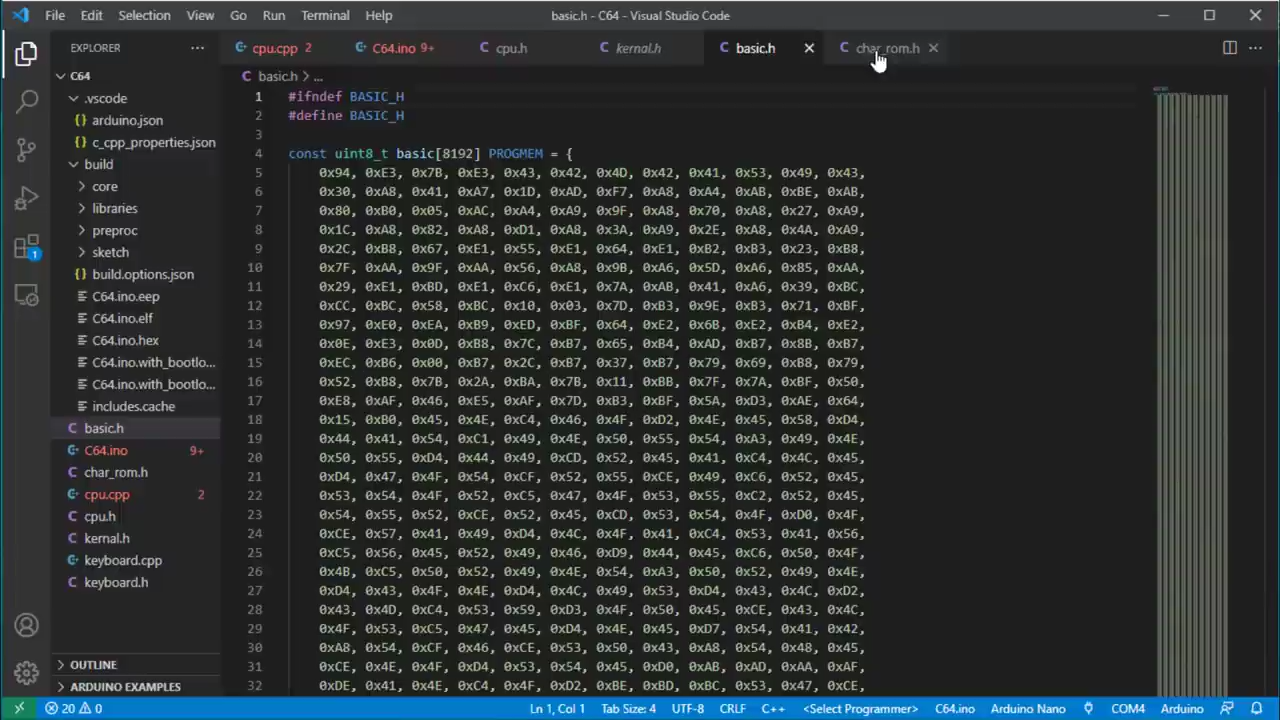 File Edit Selection View Go Run Terminal Help basic.h - C64 - Visual Studio Code
EXPLORER
cpu.cpp 2 C64.ino 9+ cpu.h kernal.h basic.h char_rom.h
C64
.vscode
arduino.json
c_cpp_properties.json
build
core
libraries
preproc
sketch
build.options.json
C64.ino.eep
C64.ino.elf
C64.ino.hex
C64.ino.with_bootlo...
C64.ino.with_bootlo...
includes.cache
basic.h
C64.ino 9+
char_rom.h
cpu.cpp 2
cpu.h
kernal.h
keyboard.cpp
keyboard.h
OUTLINE
ARDUINO EXAMPLES
1
basic.h > ...
1 #ifndef BASIC_H
2 #define BASIC_H
3
4 const uint8_t basic[8192] PROGMEM = {
5 0x94, 0xE3, 0x7B, 0xE3, 0x43, 0x42, 0x4D, 0x42, 0x41, 0x53, 0x49, 0x43,
6 0x30, 0xA8, 0x41, 0xA7, 0x1D, 0xAD, 0xF7, 0xA8, 0xA4, 0xAB, 0xBE, 0xAB,
7 0x80, 0xB0, 0x05, 0xAC, 0xA4, 0xA9, 0x9F, 0xA8, 0x70, 0xA8, 0x27, 0xA9,
8 0x1C, 0xA8, 0x82, 0xA8, 0xD1, 0xA8, 0x3A, 0xA9, 0x2E, 0xA8, 0x4A, 0xA9,
9 0x2C, 0xB8, 0x67, 0xE1, 0x55, 0xE1, 0x64, 0xE1, 0xB2, 0xB3, 0x23, 0xB8,
10 0x7F, 0xAA, 0x9F, 0xAA, 0x56, 0xA8, 0x9B, 0xA6, 0x5D, 0xA6, 0x85, 0xAA,
11 0x29, 0xE1, 0xBD, 0xE1, 0xC6, 0xE1, 0x7A, 0xAB, 0x41, 0xA6, 0x39, 0xBC,
12 0xCC, 0xBC, 0x58, 0xBC, 0x10, 0x03, 0x7D, 0xB3, 0x9E, 0xB3, 0x71, 0xBF,
13 0x97, 0xE0, 0xEA, 0xB9, 0xED, 0xBF, 0x64, 0xE2, 0x6B, 0xE2, 0xB4, 0xE2,
14 0x0E, 0xE3, 0x0D, 0xB8, 0x7C, 0xB7, 0x65, 0xB4, 0xAD, 0xB7, 0x8B, 0xB7,
15 0xEC, 0xB6, 0x00, 0xB7, 0x2C, 0xB7, 0x37, 0xB7, 0x79, 0x69, 0xB8, 0x79,
16 0x52, 0xB8, 0x7B, 0x2A, 0xBA, 0x7B, 0x11, 0xBB, 0x7F, 0x7A, 0xBF, 0x50,
17 0xE8, 0xAF, 0x46, 0xE5, 0xAF, 0x7D, 0xB3, 0xBF, 0x5A, 0xD3, 0xAE, 0x64,
18 0x15, 0xB0, 0x45, 0x4E, 0xC4, 0x46, 0x4F, 0xD2, 0x4E, 0x45, 0x58, 0xD4,
19 0x44, 0x41, 0x54, 0xC1, 0x49, 0x4E, 0x50, 0x55, 0x54, 0xA3, 0x49, 0x4E,
20 0x50, 0x55, 0xD4, 0x44, 0x49, 0xCD, 0x52, 0x45, 0x41, 0xC4, 0x4C, 0x45,
21 0xD4, 0x47, 0x4F, 0x54, 0xCF, 0x52, 0x55, 0xCE, 0x49, 0xC6, 0x52, 0x45,
22 0x53, 0x54, 0x4F, 0x52, 0xC5, 0x47, 0x4F, 0x53, 0x55, 0xC2, 0x52, 0x45,
23 0x54, 0x55, 0x52, 0xCE, 0x52, 0x45, 0xCD, 0x53, 0x54, 0x4F, 0xD0, 0x4F,
24 0xCE, 0x57, 0x41, 0x49, 0xD4, 0x4C, 0x4F, 0x41, 0xC4, 0x53, 0x41, 0x56,
25 0xC5, 0x56, 0x45, 0x52, 0x49, 0x46, 0xD9, 0x44, 0x45, 0xC6, 0x50, 0x4F,
26 0x4B, 0xC5, 0x50, 0x52, 0x49, 0x4E, 0x54, 0xA3, 0x50, 0x52, 0x49, 0x4E,
27 0xD4, 0x43, 0x4F, 0x4E, 0xD4, 0x4C, 0x49, 0x53, 0xD4, 0x43, 0x4C, 0xD2,
28 0x43, 0x4D, 0xC4, 0x53, 0x59, 0xD3, 0x4F, 0x50, 0x45, 0xCE, 0x43, 0x4C,
29 0x4F, 0x53, 0xC5, 0x47, 0x45, 0xD4, 0x4E, 0x45, 0xD7, 0x54, 0x41, 0x42,
30 0xA8, 0x54, 0xCF, 0x46, 0xCE, 0x53, 0x50, 0x43, 0xA8, 0x54, 0x48, 0x45,
31 0xCE, 0x4E, 0x4F, 0xD4, 0x53, 0x54, 0x45, 0xD0, 0xAB, 0xAD, 0xAA, 0xAF,
32 0xDE, 0x41, 0x4E, 0xC4, 0x4F, 0xD2, 0xBE, 0xBD, 0xBC, 0x53, 0x47, 0xCE,
20 0 Ln 1, Col 1 Tab Size: 4 UTF-8 CRLF C++ <Select Programmer> C64.ino Arduino Nano COM4 Arduino